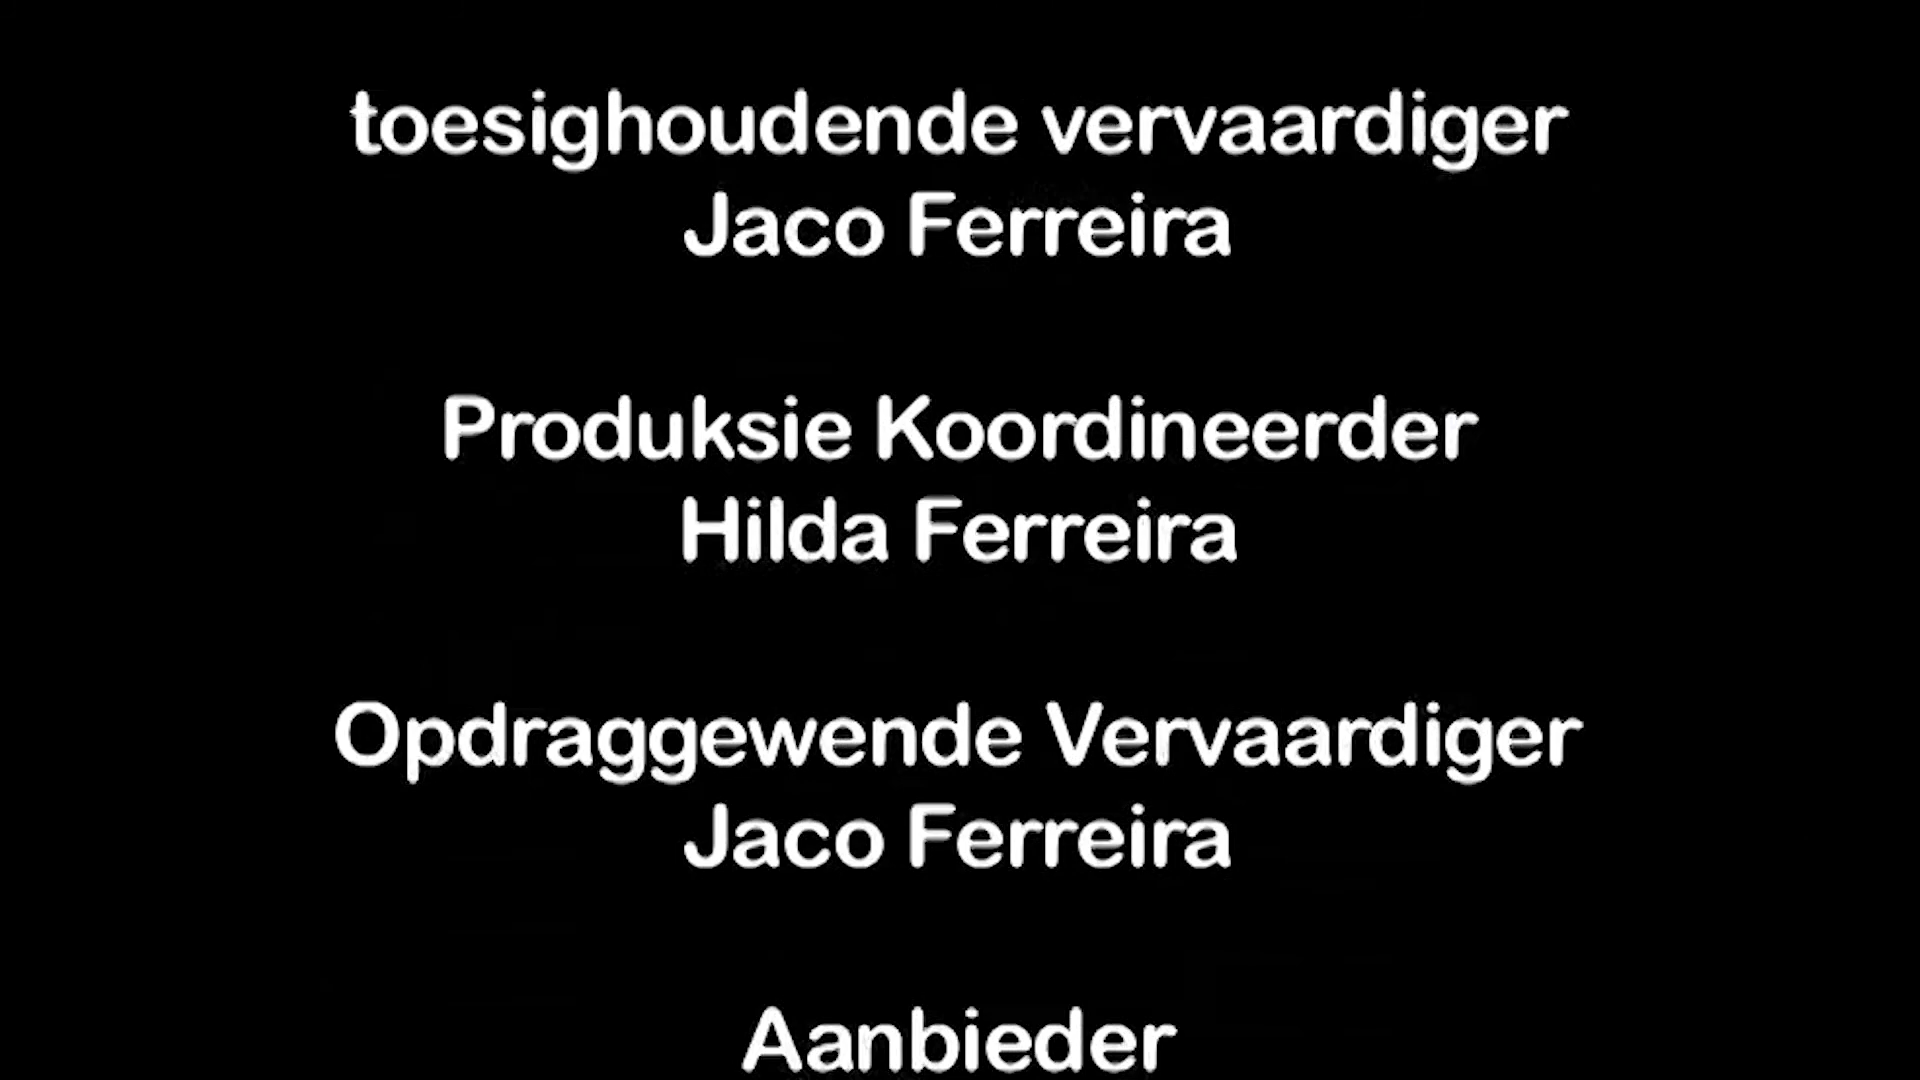 toesighoudende vervaardiger
Jaco Ferreira
Produksie Koordineerder
Hilda Ferreira
Opdraggewende Vervaardiger
Jaco Ferreira
Aanbieder